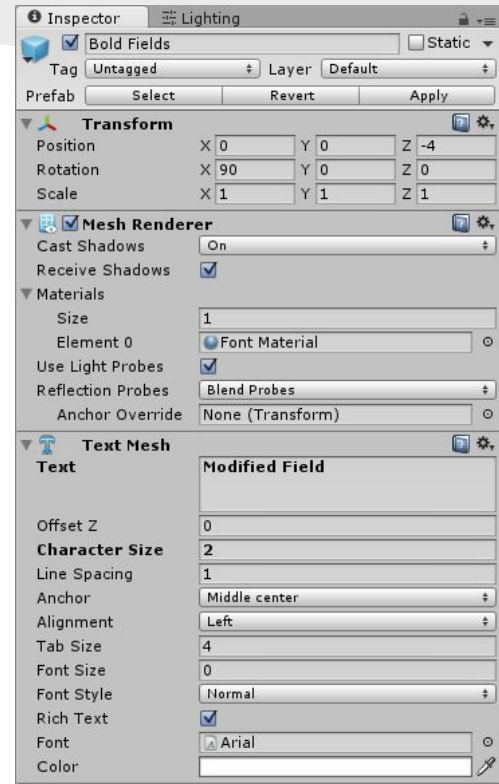 Inspector Lighting
Bold Fields Static
Tag Untagged Layer Default
Prefab Select Revert Apply
Transform
Position X 0 Y 0 Z -4
Rotation X 90 Y 0 Z 0
Scale X 1 Y 1 Z 1
Mesh Renderer
Cast Shadows On
Receive Shadows
Materials
Size 1
Element 0 Font Material
Use Light Probes
Reflection Probes Blend Probes
Anchor Override None (Transform)
Text Mesh
Text Modified Field
Offset Z 0
Character Size 2
Line Spacing 1
Anchor Middle center
Alignment Left
Tab Size 4
Font Size 0
Font Style Normal
Rich Text
Font Arial
Color